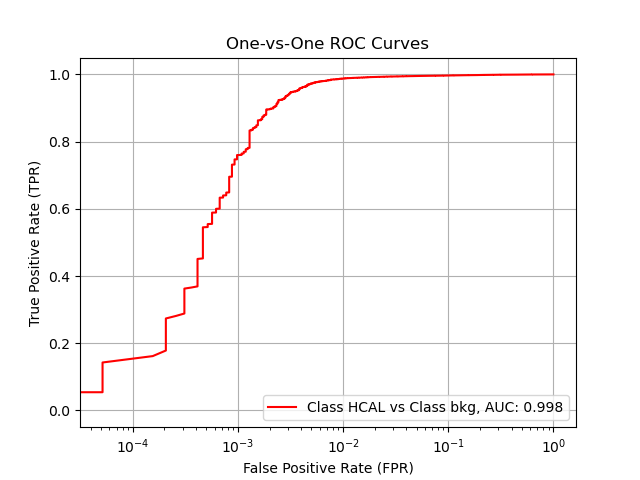 One-vs-One ROC Curves
True Positive Rate (TPR)
1.0
0.8
0.6
0.4
0.2
0.0
Class HCAL vs Class bkg, AUC: 0.998
10⁻⁴ 10⁻³ 10⁻² 10⁻¹ 10⁰
False Positive Rate (FPR)